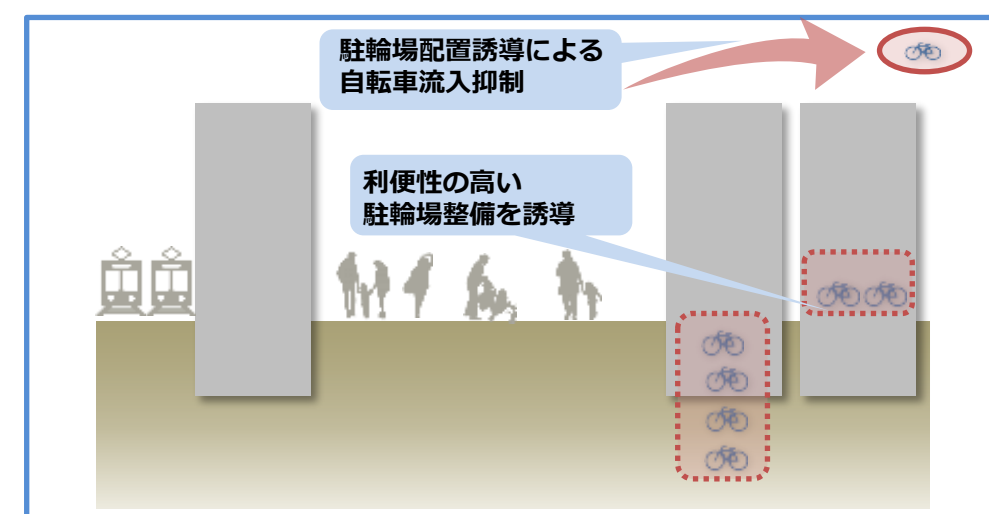 駐輪場配置誘導による
自転車流入抑制
利便性の高い
駐輪場整備を誘導